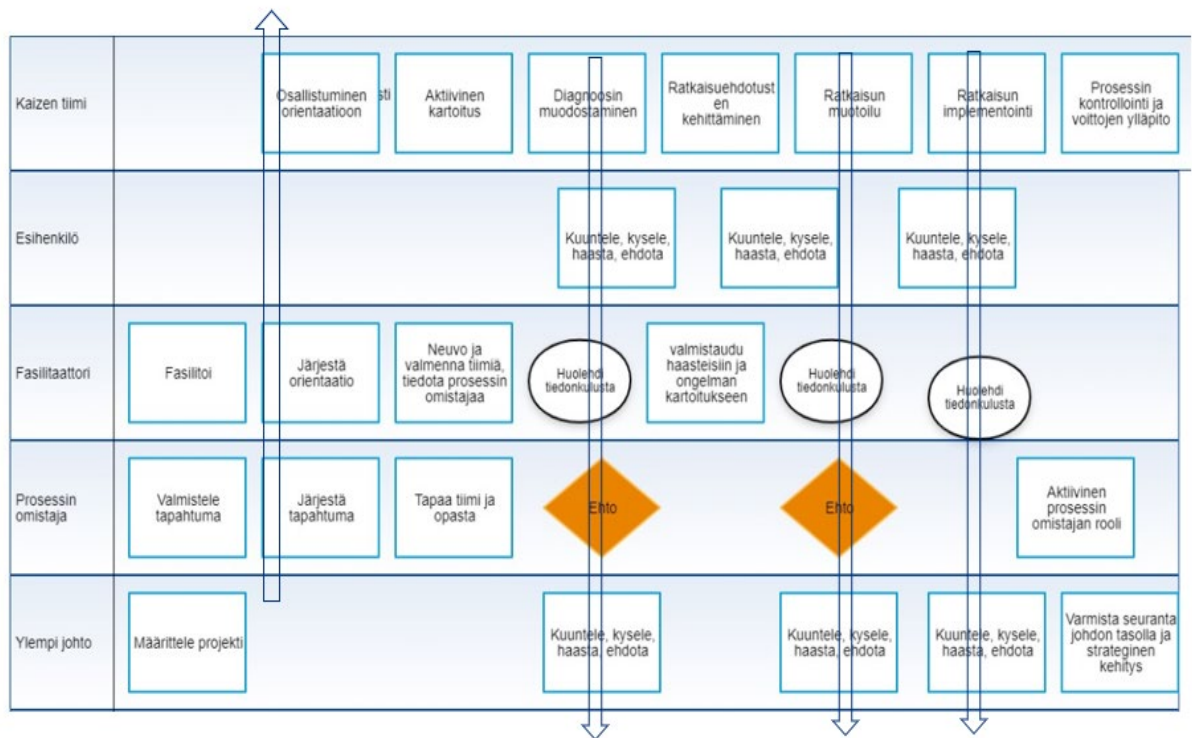 Kaizen tiimi
Osallistuminen
orientaatioon
sti
Aktiivinen
kartoitus
Diagnoosin
muodostaminen
Ratkaisuehdotust
en
kehittäminen
Ratkaisun
muotoilu
Ratkaisun
implementointi
Prosessin
kontrollointi ja
voittojen ylläpito
Esihenkilö
Kuuntele, kysele,
haasta, ehdota
Kuuntele, kysele,
haasta, ehdota
Kuuntele, kysele,
haasta, ehdota
Fasilitaattori
Fasilitoi
Järjestä
orientaatio
Neuvo ja
valmenna tiimiä,
tiedota prosessin
omistajaa
Huolehdi
tiedonkulusta
valmistaudu
haasteisiin ja
ongelman
kartoitukseen
Huolehdi
tiedonkulusta
Huolehdi
tiedonkulusta
Prosessin
omistaja
Valmistele
tapahtuma
Järjestä
tapahtuma
Tapaa tiimi ja
opasta
Ehto
Ehto
Aktiivinen
prosessin
omistajan rooli
Ylempi johto
Määrittele projekti
Kuuntele, kysele,
haasta, ehdota
Kuuntele, kysele,
haasta, ehdota
Kuuntele, kysele,
haasta, ehdota
Varmista seuranta
johdon tasolla ja
strateginen
kehitys